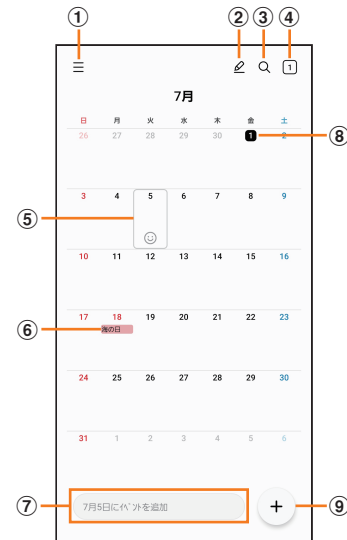 ① ② ③ ④
1
7月
日 月 火 水 木 金 土
26 27 28 29 30 1 2
⑧
3 4 5 6 7 8 9
⑤
10 11 12 13 14 15 16
17 18 19 20 21 22 23
⑥ 海の日
24 25 26 27 28 29 30
31 1 2 3 4 5 6
⑦ 7月5日にイベントを追加 + ⑨